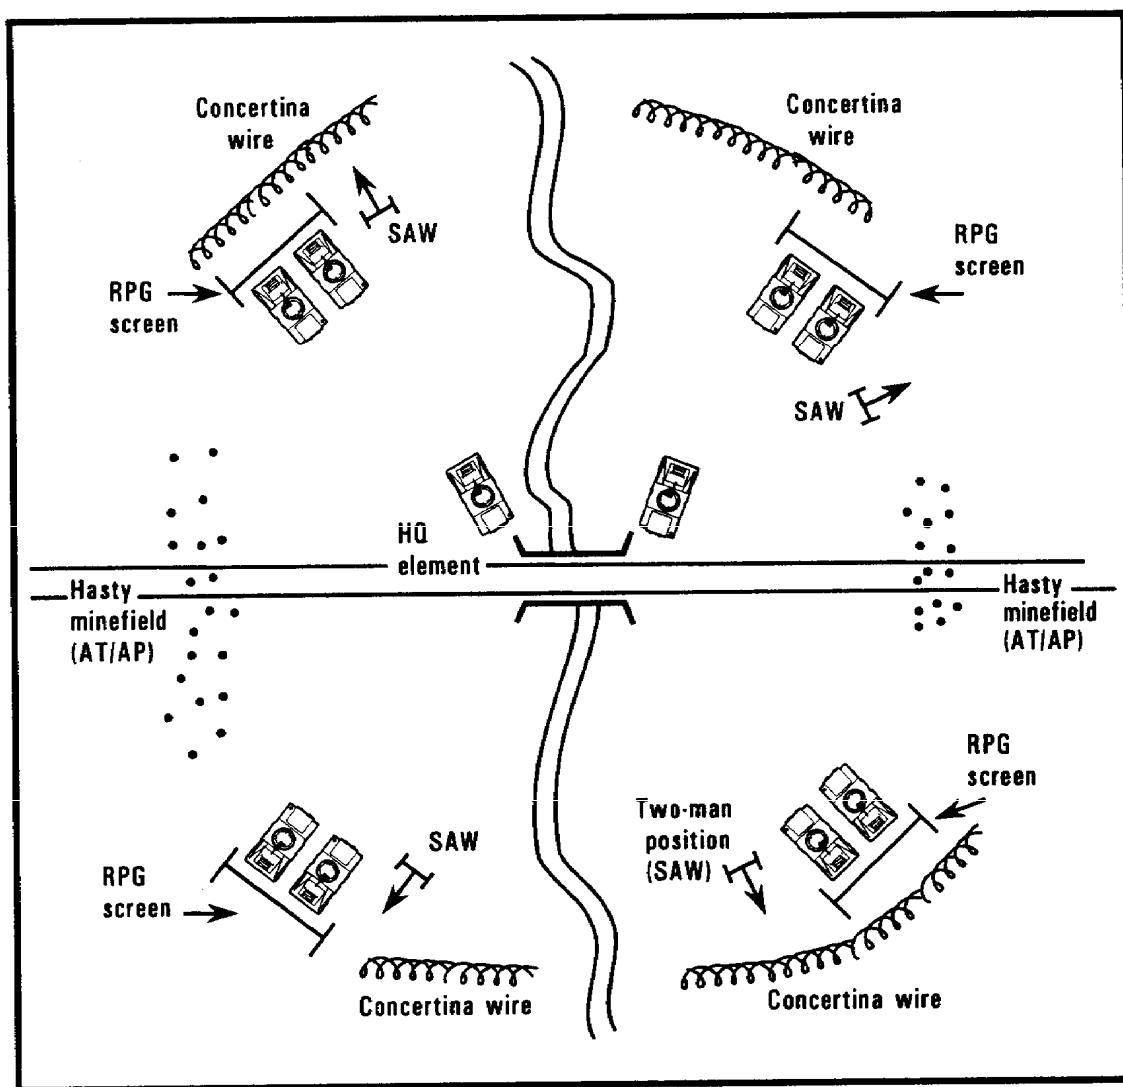 Concertina
wire
Concertina
wire
SAW
RPG
screen
RPG
screen
SAW
HQ
element
Hasty
minefield
(AT/AP)
Hasty
minefield
(AT/AP)
RPG
screen
Two-man
position
(SAW)
SAW
RPG
screen
Concertina wire
Concertina wire